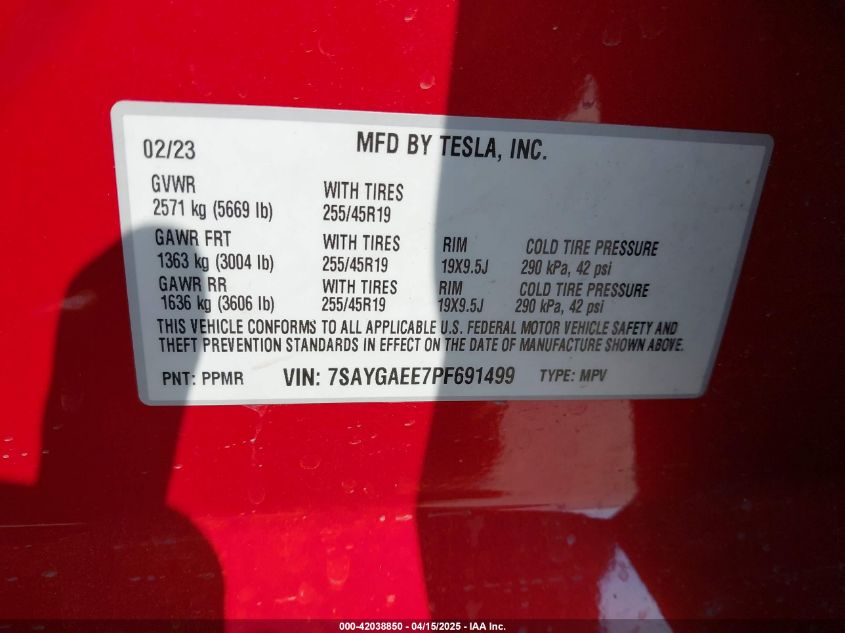 02/23 MFD BY TESLA, INC.
GVWR WITH TIRES
2571 kg (5669 lb) 255/45R19
GAWR FRT WITH TIRES RIM COLD TIRE PRESSURE
1363 kg (3004 lb) 255/45R19 19X9.5J 290 kPa, 42 psi
GAWR RR WITH TIRES RIM COLD TIRE PRESSURE
1636 kg (3606 lb) 255/45R19 19X9.5J 290 kPa, 42 psi
THIS VEHICLE CONFORMS TO ALL APPLICABLE U.S. FEDERAL MOTOR VEHICLE SAFETY AND
THEFT PREVENTION STANDARDS IN EFFECT ON THE DATE OF MANUFACTURE SHOWN ABOVE.
PNT: PPMR VIN: 7SAYGAEE7PF691499 TYPE: MPV
000-42038850 - 04/15/2025 - IAA Inc.